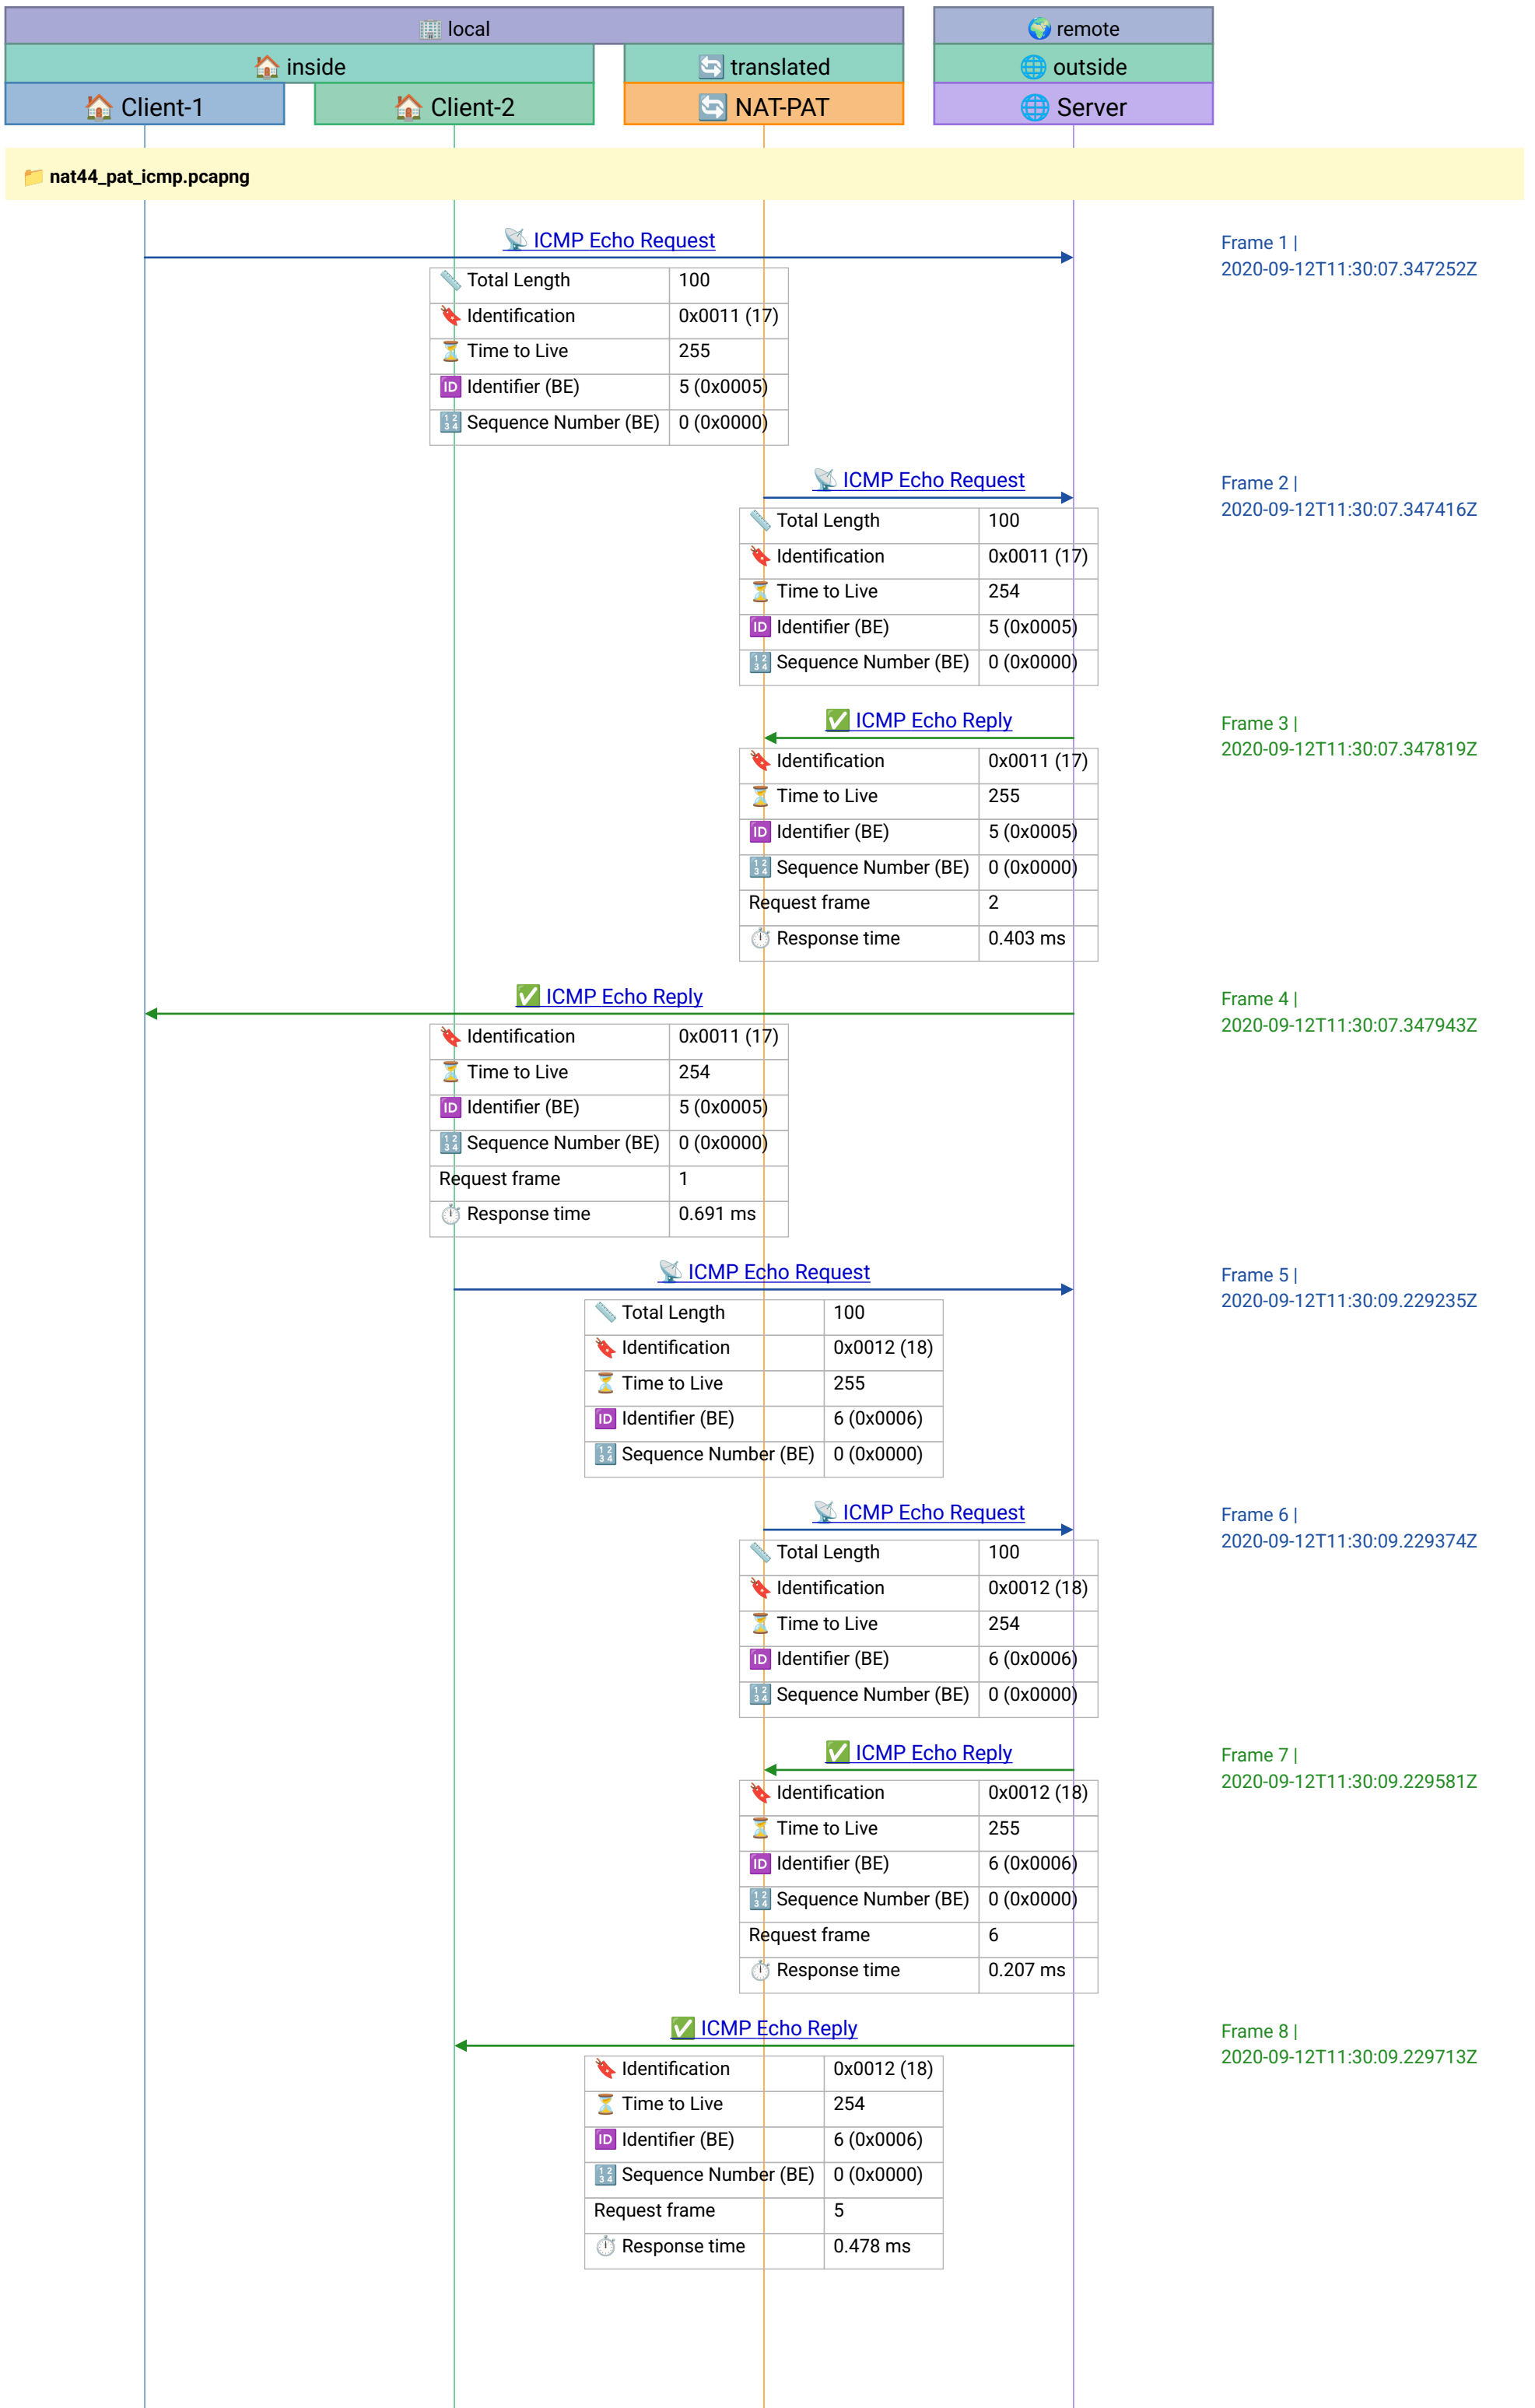 🏢 local
🌍 remote
🏠 inside
🔄 translated
🌐 outside
🏠 Client-1
🏠 Client-2
🔄 NAT-PAT
🌐 Server
📁 nat44_pat_icmp.pcapng
📡 ICMP Echo Request
Frame 1 |
2020-09-12T11:30:07.347252Z
📏 Total Length 100
🔖 Identification 0x0011 (17)
⏳ Time to Live 255
🆔 Identifier (BE) 5 (0x0005)
🔢 Sequence Number (BE) 0 (0x0000)
📡 ICMP Echo Request
Frame 2 |
2020-09-12T11:30:07.347416Z
📏 Total Length 100
🔖 Identification 0x0011 (17)
⏳ Time to Live 254
🆔 Identifier (BE) 5 (0x0005)
🔢 Sequence Number (BE) 0 (0x0000)
✅ ICMP Echo Reply
Frame 3 |
2020-09-12T11:30:07.347819Z
🔖 Identification 0x0011 (17)
⏳ Time to Live 255
🆔 Identifier (BE) 5 (0x0005)
🔢 Sequence Number (BE) 0 (0x0000)
Request frame 2
⏱️ Response time 0.403 ms
✅ ICMP Echo Reply
Frame 4 |
2020-09-12T11:30:07.347943Z
🔖 Identification 0x0011 (17)
⏳ Time to Live 254
🆔 Identifier (BE) 5 (0x0005)
🔢 Sequence Number (BE) 0 (0x0000)
Request frame 1
⏱️ Response time 0.691 ms
📡 ICMP Echo Request
Frame 5 |
2020-09-12T11:30:09.229235Z
📏 Total Length 100
🔖 Identification 0x0012 (18)
⏳ Time to Live 255
🆔 Identifier (BE) 6 (0x0006)
🔢 Sequence Number (BE) 0 (0x0000)
📡 ICMP Echo Request
Frame 6 |
2020-09-12T11:30:09.229374Z
📏 Total Length 100
🔖 Identification 0x0012 (18)
⏳ Time to Live 254
🆔 Identifier (BE) 6 (0x0006)
🔢 Sequence Number (BE) 0 (0x0000)
✅ ICMP Echo Reply
Frame 7 |
2020-09-12T11:30:09.229581Z
🔖 Identification 0x0012 (18)
⏳ Time to Live 255
🆔 Identifier (BE) 6 (0x0006)
🔢 Sequence Number (BE) 0 (0x0000)
Request frame 6
⏱️ Response time 0.207 ms
✅ ICMP Echo Reply
Frame 8 |
2020-09-12T11:30:09.229713Z
🔖 Identification 0x0012 (18)
⏳ Time to Live 254
🆔 Identifier (BE) 6 (0x0006)
🔢 Sequence Number (BE) 0 (0x0000)
Request frame 5
⏱️ Response time 0.478 ms